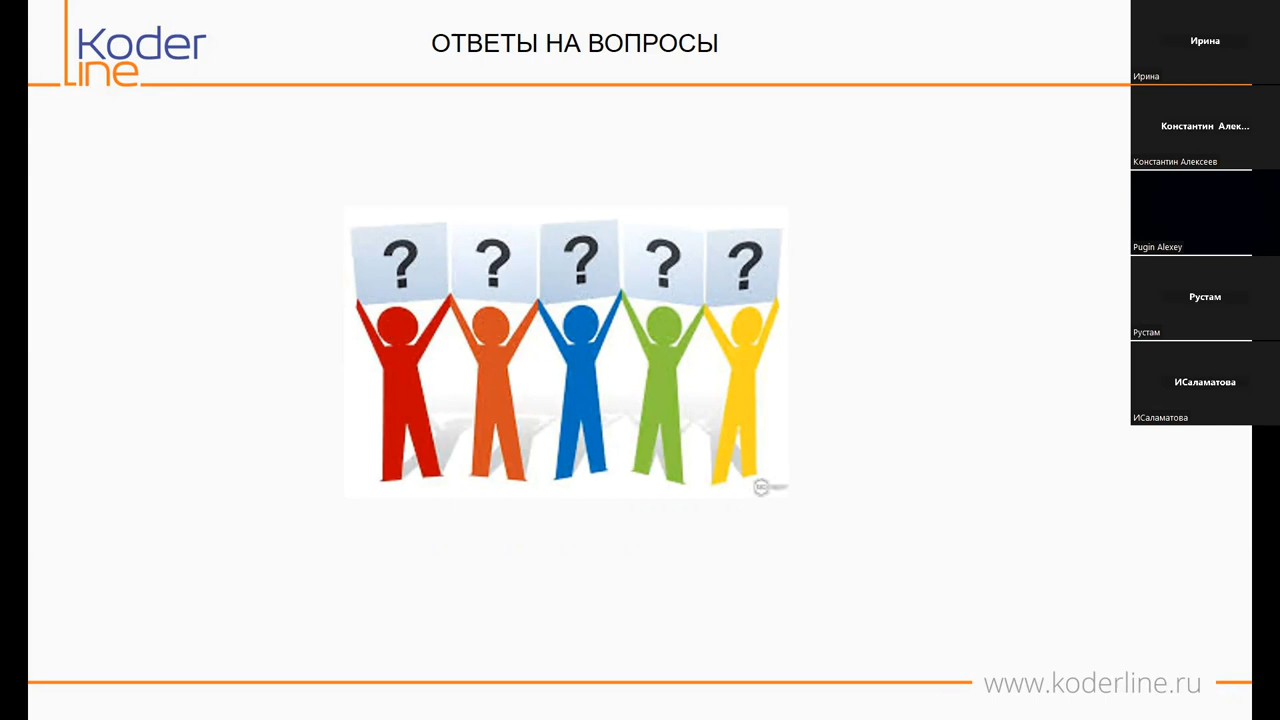 Koder
Line
ОТВЕТЫ НА ВОПРОСЫ
? ? ? ? ?
www.koderline.ru
Ирина
Ирина
Константин Алек...
Константин Алексеев
Pugin Alexey
Рустам
Рустам
ИСаламатова
ИСаламатова